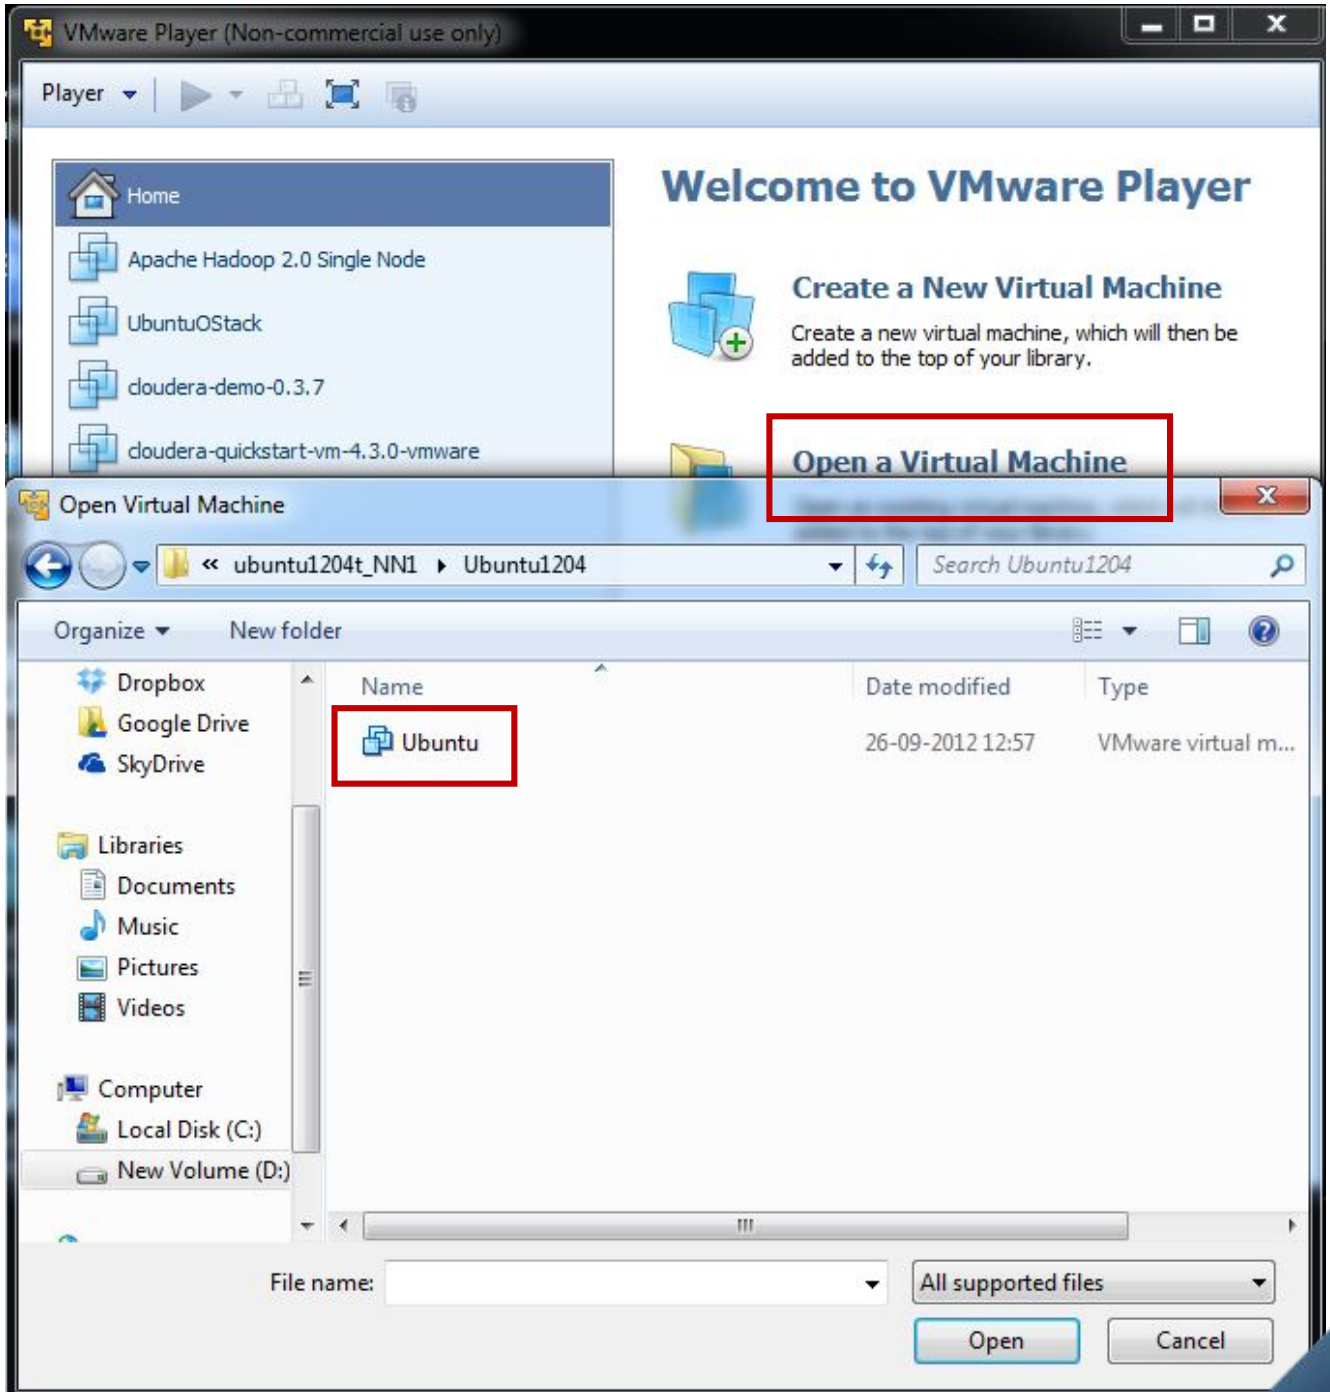 VMware Player (Non-commercial use only)
Player
Home
Apache Hadoop 2.0 Single Node
UbuntuOStack
cloudera-demo-0.3.7
cloudera-quickstart-vm-4.3.0-vmware
Welcome to VMware Player
Create a New Virtual Machine
Create a new virtual machine, which will then be
added to the top of your library.
Open a Virtual Machine
Open Virtual Machine
« ubuntu1204t_NN1 Ubuntu1204
Search Ubuntu1204
Organize New folder
Dropbox
Google Drive
SkyDrive
Libraries
Documents
Music
Pictures
Videos
Computer
Local Disk (C:)
New Volume (D:)
Name Date modified Type
Ubuntu 26-09-2012 12:57 VMware virtual m...
File name:
All supported files
Open Cancel